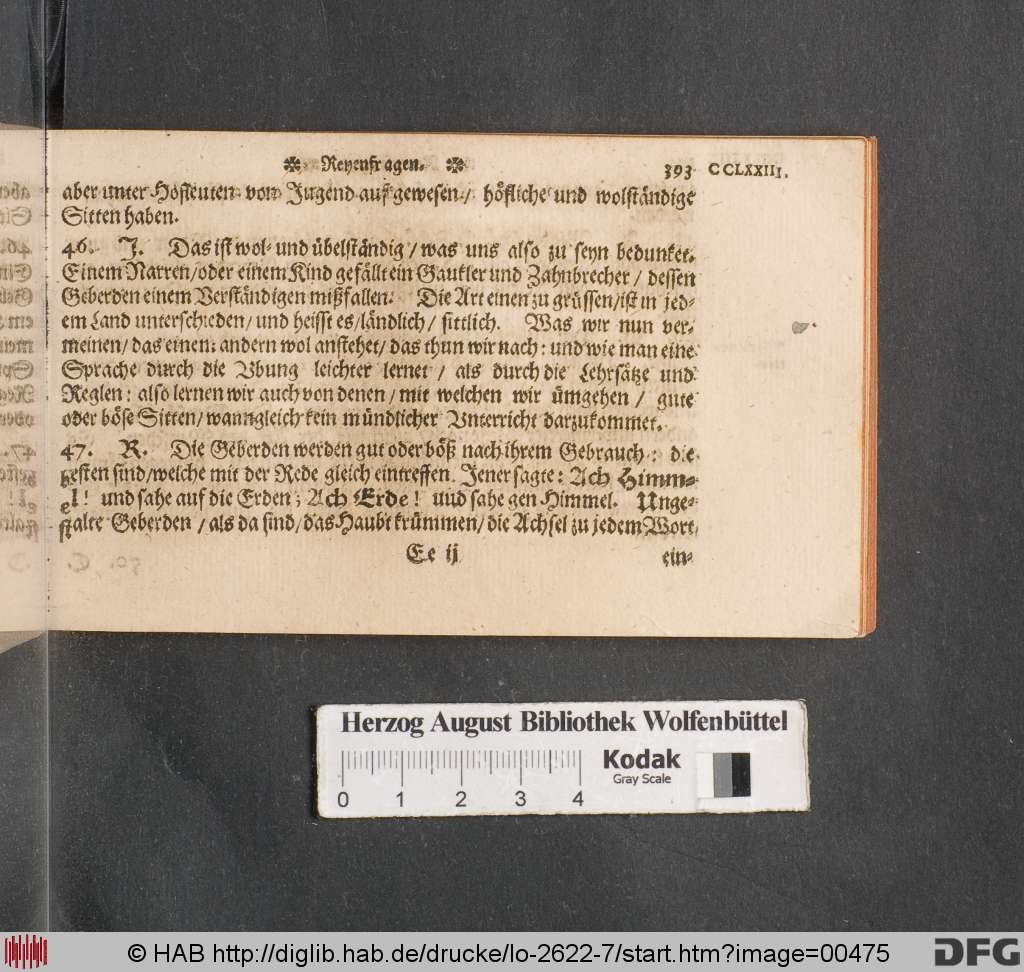 ✼ Reyenfragen. ✼ 393 CCLXXIII.
aber unter Hofleuten von Jugend auf gewesen / höfliche und wolständige
Sitten haben.
46. J. Das ist wol- und übelständig / was uns also zu seyn bedunket.
Einem Narren / oder einem Kind gefällt ein Gaukler und Zahnbrecher / dessen
Geberden einem Verständigen mißfallen. Die Art einen zu grüssen / ist in jed-
em Land unterschieden / und heisst es / ländlich / sittlich. Was wir nun ver-
meinen / das einem andern wol anstehet / das thun wir nach: und wie man eine
Sprache durch die Ubung leichter lernet / als durch die Lehrsätze und
Reglen: also lernen wir auch von denen / mit welchen wir ümgehen / gute
oder böse Sitten / wanngleich kein mündlicher Unterricht darzukommet.
47. R. Die Geberden werden gut oder böß nach ihrem Gebrauch: die
besten sind / welche mit der Rede gleich eintreffen. Jener sagte: Ach Himm-
el! und sahe auf die Erden; Ach Erde! und sahe gen Himmel. Unge-
stalte Geberden / als da sind / das Haubt krümmen / die Achsel zu jedem Wort
Ee ij ein-
Herzog August Bibliothek Wolfenbüttel
Kodak
Gray Scale
0 1 2 3 4
© HAB http://diglib.hab.de/drucke/lo-2622-7/start.htm?image=00475 DFG